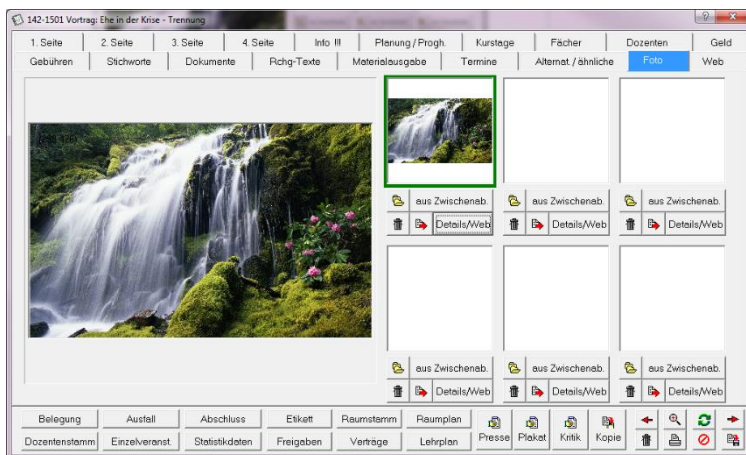 142-1501 Vortrag: Ehe in der Krise - Trennung
1. Seite 2. Seite 3. Seite 4. Seite Info !!! Planung / Progh. Kurstage Fächer Dozenten Geld
Gebühren Stichworte Dokumente Rchg-Texte Materialausgabe Termine Alternat. / ähnliche Foto Web
aus Zwischenab. aus Zwischenab. aus Zwischenab.
Details/Web Details/Web Details/Web
aus Zwischenab. aus Zwischenab. aus Zwischenab.
Details/Web Details/Web Details/Web
Belegung Ausfall Abschluss Etikett Raumstamm Raumplan
Presse Plakat Kritik Kopie
Dozentenstamm Einzelveranst. Statistikdaten Freigaben Verträge Lehrplan